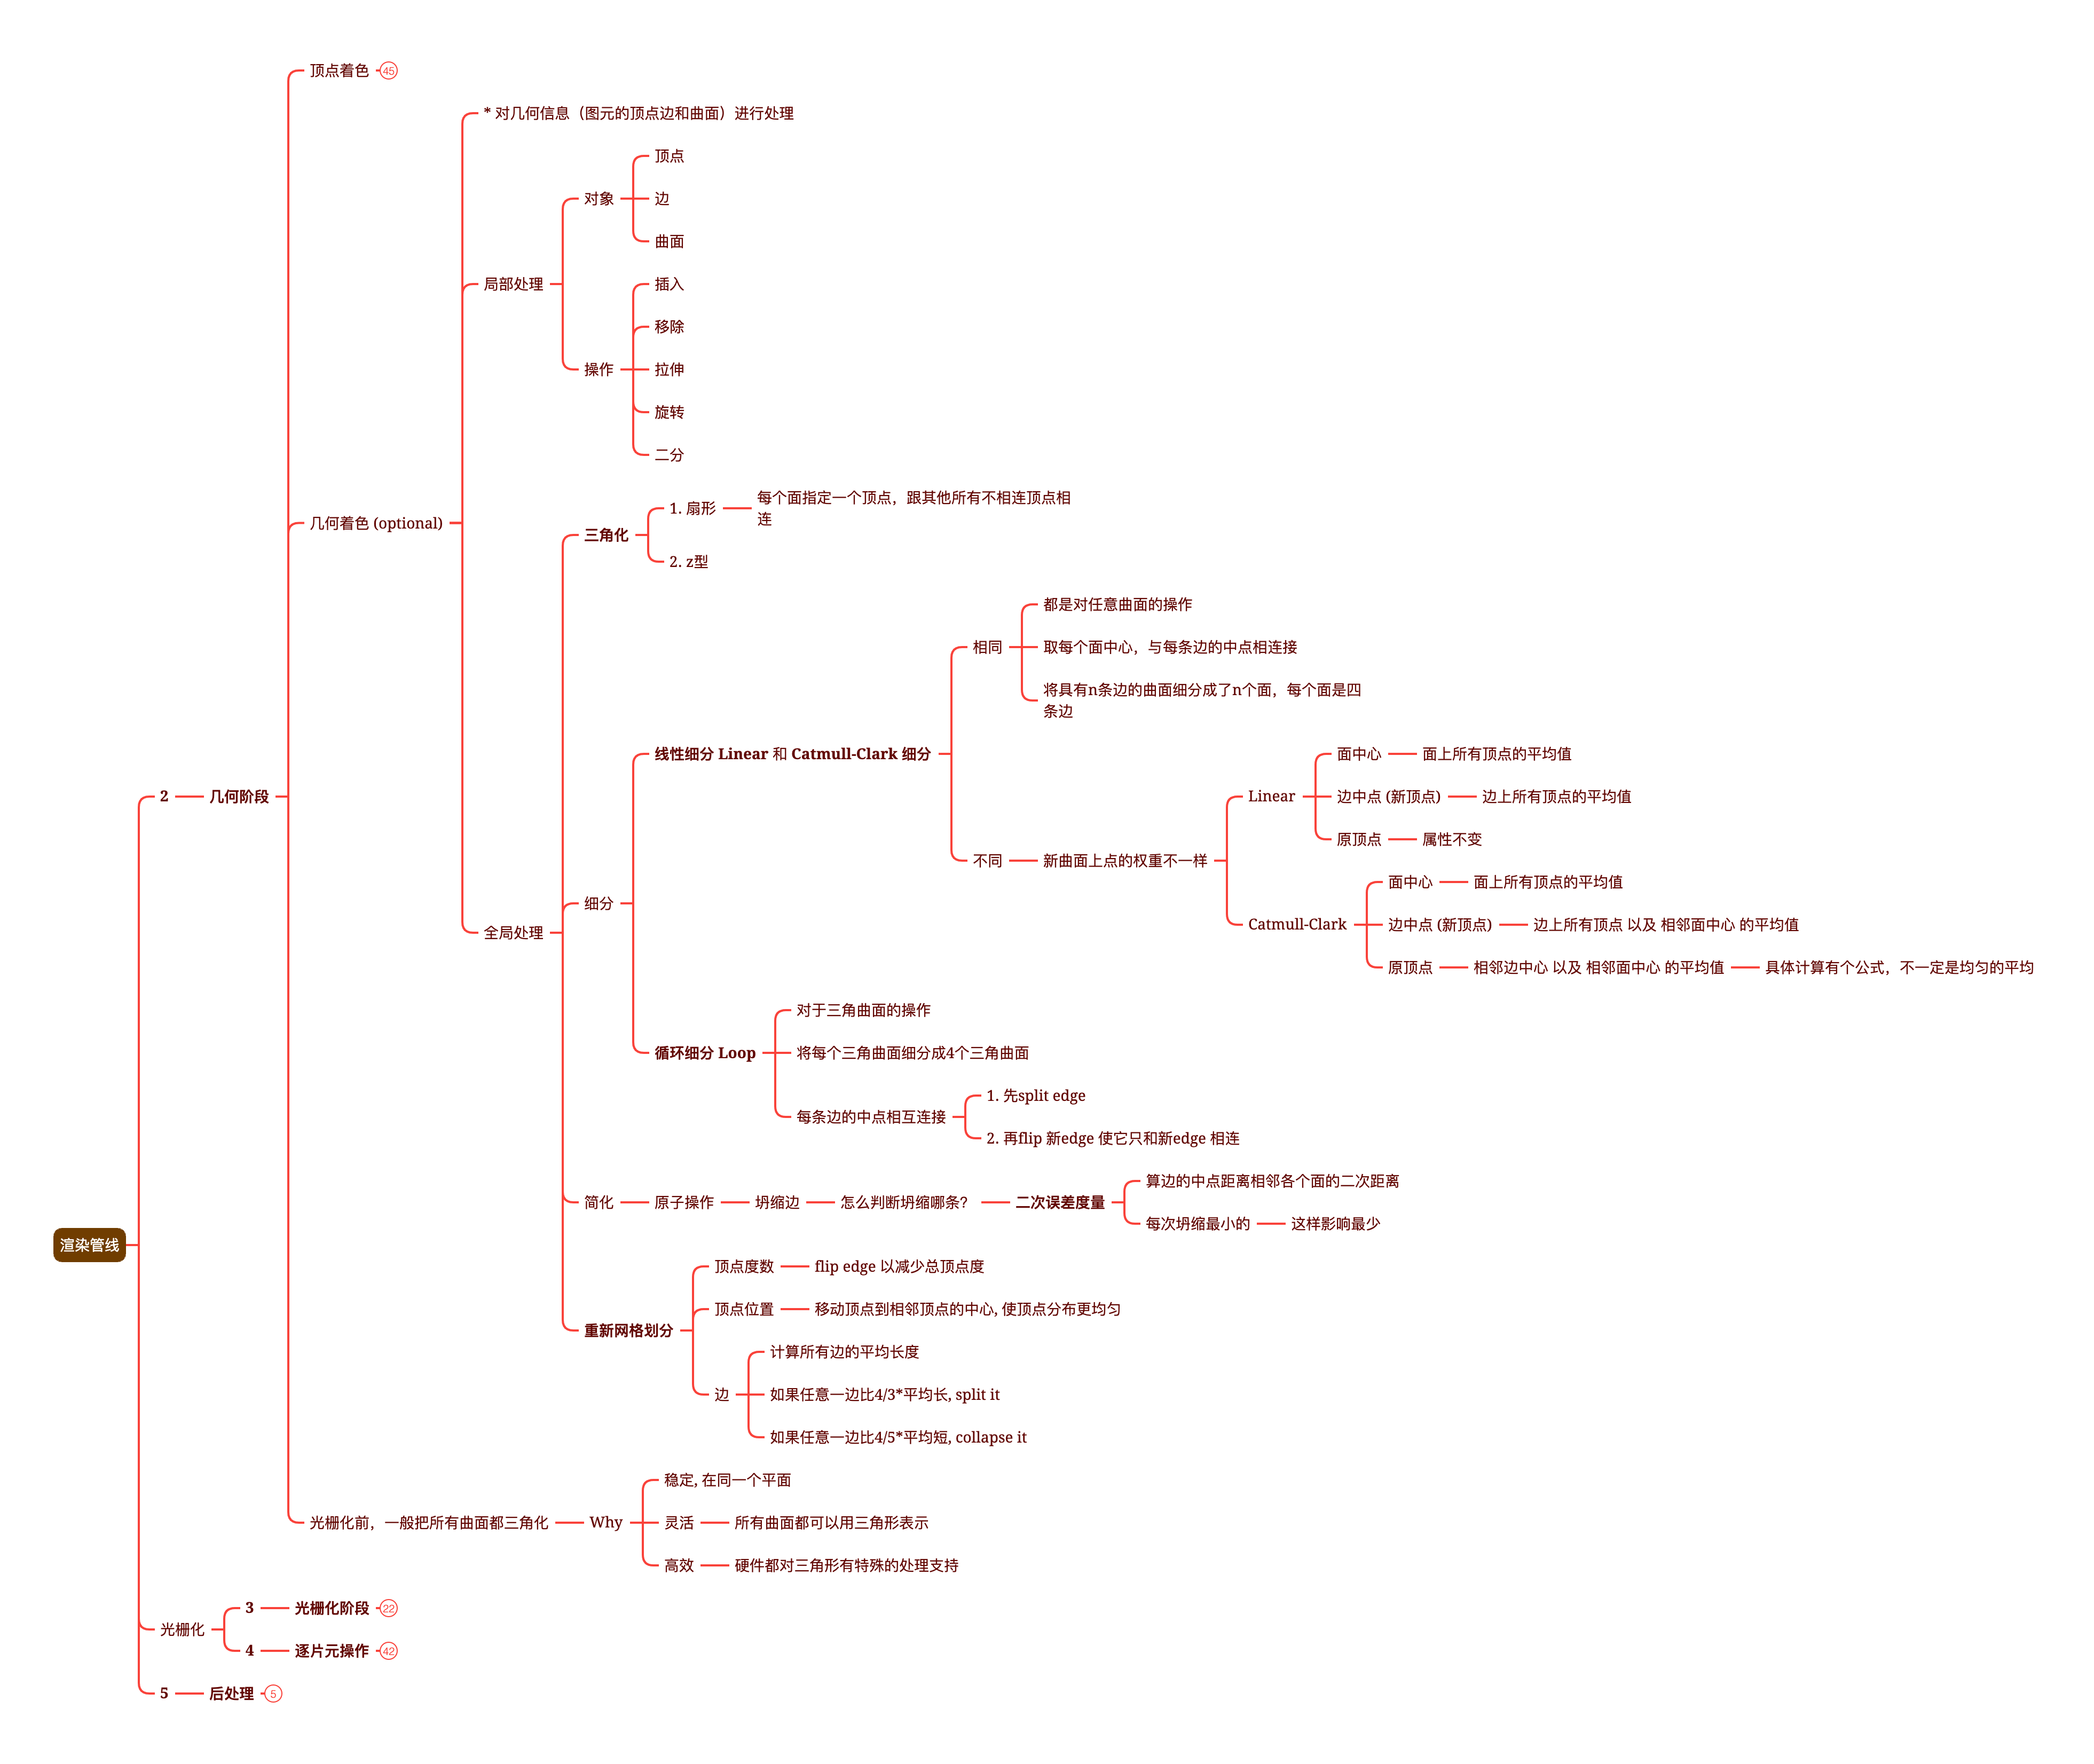 顶点着色
45
* 对几何信息（图元的顶点边和曲面）进行处理
顶点
对象
边
曲面
局部处理
插入
移除
操作
拉伸
旋转
二分
几何着色 (optional)
每个面指定一个顶点，跟其他所有不相连顶点相
连
1. 扇形
三角化
2. z型
都是对任意曲面的操作
相同
取每个面中心，与每条边的中点相连接
将具有n条边的曲面细分成了n个面，每个面是四
条边
线性细分 Linear 和 Catmull-Clark 细分
面中心
面上所有顶点的平均值
2
几何阶段
Linear
边中点 (新顶点)
边上所有顶点的平均值
原顶点
属性不变
不同
新曲面上点的权重不一样
面中心
面上所有顶点的平均值
细分
Catmull-Clark
边中点 (新顶点)
边上所有顶点 以及 相邻面中心 的平均值
全局处理
原顶点
相邻边中心 以及 相邻面中心 的平均值
具体计算有个公式，不一定是均匀的平均
对于三角曲面的操作
循环细分 Loop
将每个三角曲面细分成4个三角曲面
1. 先split edge
每条边的中点相互连接
2. 再flip 新edge 使它只和新edge 相连
算边的中点距离相邻各个面的二次距离
简化
原子操作
坍缩边
怎么判断坍缩哪条？
二次误差度量
每次坍缩最小的
这样影响最少
渲染管线
顶点度数
flip edge 以减少总顶点度
顶点位置
移动顶点到相邻顶点的中心, 使顶点分布更均匀
重新网格划分
计算所有边的平均长度
边
如果任意一边比4/3*平均长, split it
如果任意一边比4/5*平均短, collapse it
稳定, 在同一个平面
光栅化前，一般把所有曲面都三角化
Why
灵活
所有曲面都可以用三角形表示
高效
硬件都对三角形有特殊的处理支持
3
光栅化阶段
22
光栅化
4
逐片元操作
42
5
后处理
5